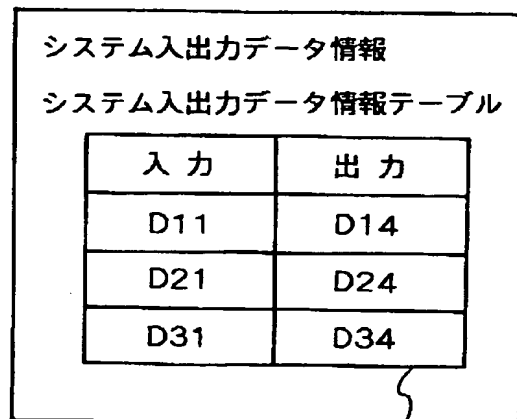 システム入出力データ情報
システム入出力データ情報テーブル
入力 出力
D11 D14
D21 D24
D31 D34